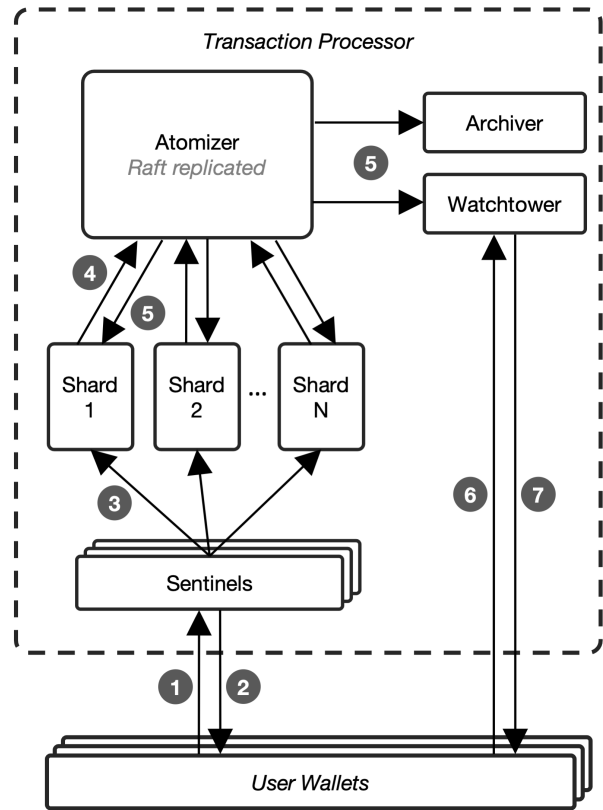 Transaction Processor
Atomizer
Raft replicated
Archiver
5
Watchtower
4
5
Shard
1
Shard
2
...
Shard
N
3
6
7
Sentinels
1
2
User Wallets